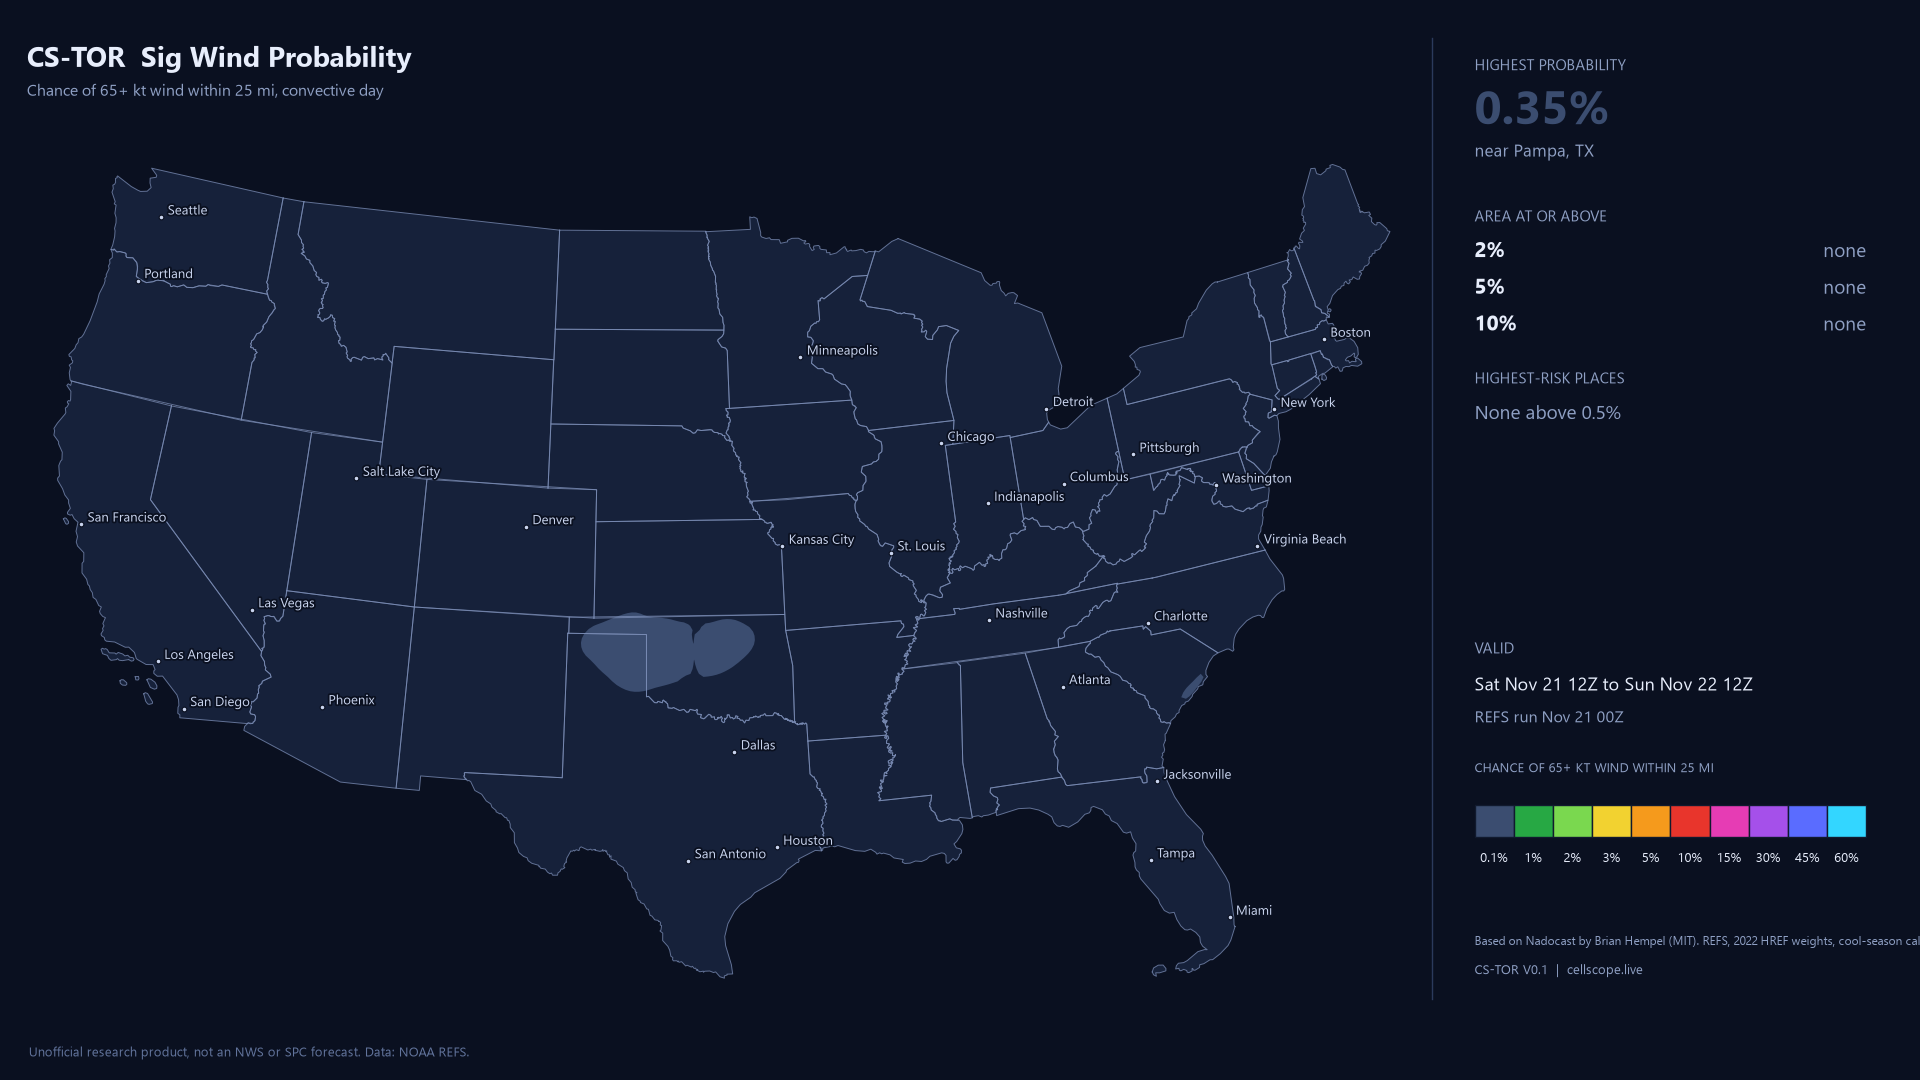 CS-TOR  Sig Wind Probability
Chance of 65+ kt wind within 25 mi, convective day
Seattle
Portland
Minneapolis
Boston
Detroit
New York
Chicago
Pittsburgh
Salt Lake City
Columbus
Washington
Indianapolis
San Francisco
Denver
Kansas City
St. Louis
Virginia Beach
Las Vegas
Nashville
Charlotte
Los Angeles
Atlanta
San Diego
Phoenix
Dallas
Jacksonville
Houston
San Antonio
Tampa
Miami
HIGHEST PROBABILITY
0.35%
near Pampa, TX
AREA AT OR ABOVE
2% none
5% none
10% none
HIGHEST-RISK PLACES
None above 0.5%
VALID
Sat Nov 21 12Z to Sun Nov 22 12Z
REFS run Nov 21 00Z
CHANCE OF 65+ KT WIND WITHIN 25 MI
0.1% 1% 2% 3% 5% 10% 15% 30% 45% 60%
Based on Nadocast by Brian Hempel (MIT). REFS, 2022 HREF weights, cool-season cal
CS-TOR V0.1 | cellscope.live
Unofficial research product, not an NWS or SPC forecast. Data: NOAA REFS.